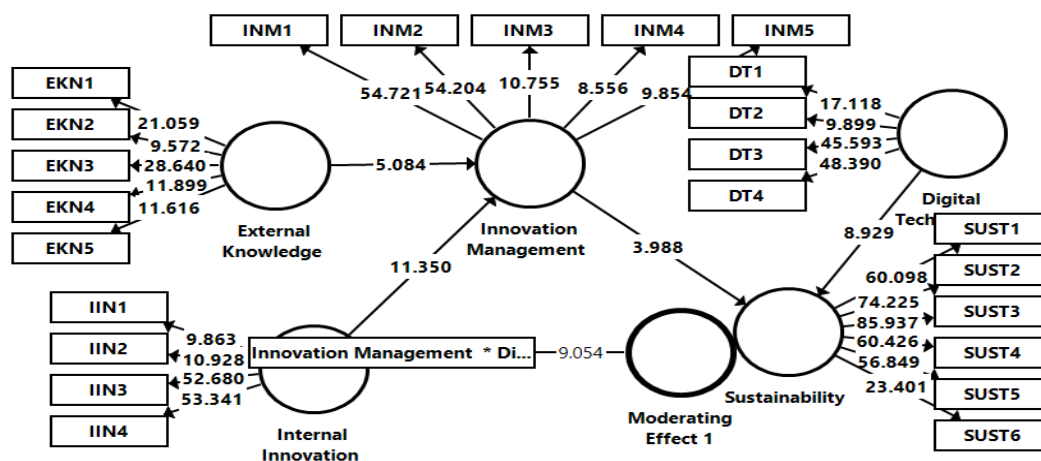 INM1
INM2
INM3
INM4
INM5
54.721
54.204
10.755
8.556
9.854
EKN1
EKN2
EKN3
EKN4
EKN5
21.059
9.572
28.640
11.899
11.616
External
Knowledge
5.084
Innovation
Management
DT1
DT2
DT3
DT4
17.118
9.899
45.593
48.390
Digital
8.929
3.988
11.350
IIN1
IIN2
IIN3
IIN4
9.863
10.928
52.680
53.341
Innovation Management * Di...
9.054
Internal
Innovation
Moderating
Effect 1
Sustainability
SUST1
SUST2
SUST3
SUST4
SUST5
SUST6
60.098
74.225
85.937
60.426
56.849
23.401